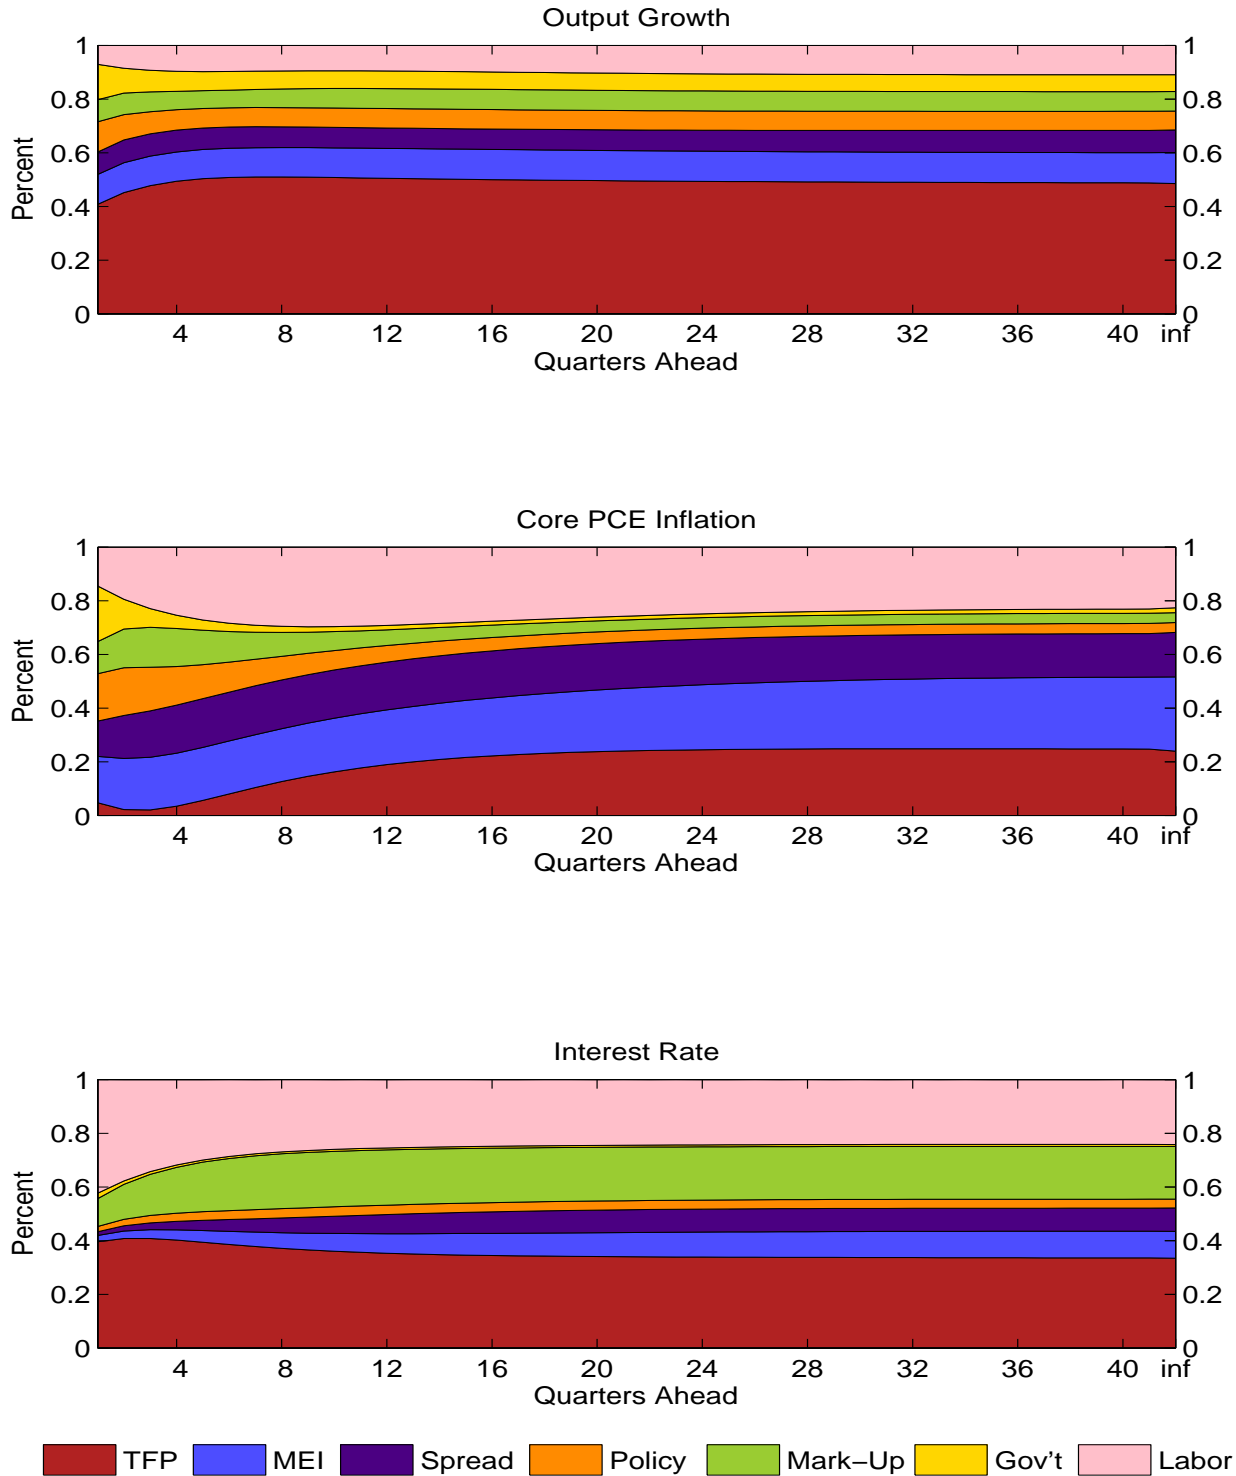 Output Growth
1 1
0.8 0.8
0.6 0.6
0.4 0.4
0.2 0.2
0 0
Percent
4 8 12 16 20 24 28 32 36 40 inf
Quarters Ahead
Core PCE Inflation
1 1
0.8 0.8
0.6 0.6
0.4 0.4
0.2 0.2
0 0
Percent
4 8 12 16 20 24 28 32 36 40 inf
Quarters Ahead
Interest Rate
1 1
0.8 0.8
0.6 0.6
0.4 0.4
0.2 0.2
0 0
Percent
4 8 12 16 20 24 28 32 36 40 inf
Quarters Ahead
TFP MEI Spread Policy Mark−Up Gov't Labor